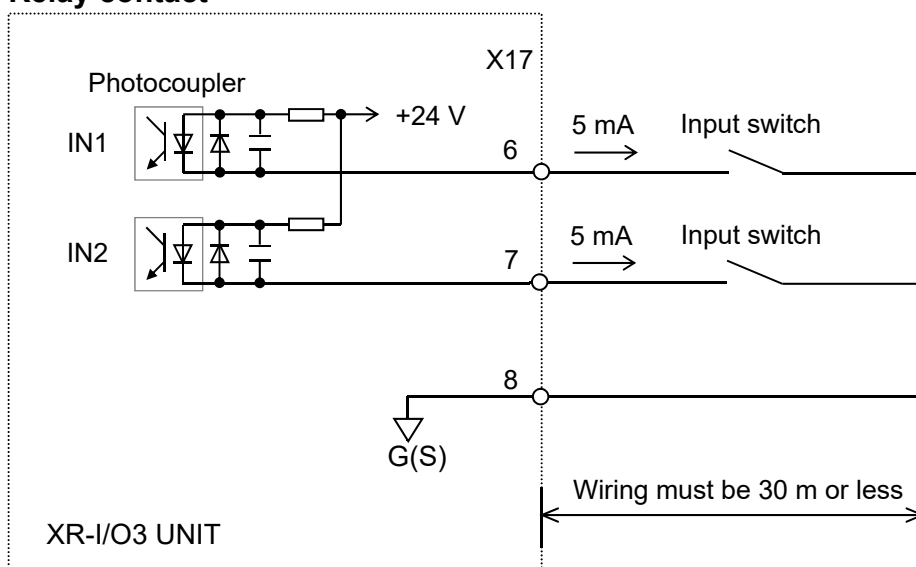 Relay contact
X17
Photocoupler
+24 V
IN1
6
5 mA
Input switch
IN2
7
5 mA
Input switch
8
G(S)
Wiring must be 30 m or less
XR-I/O3 UNIT